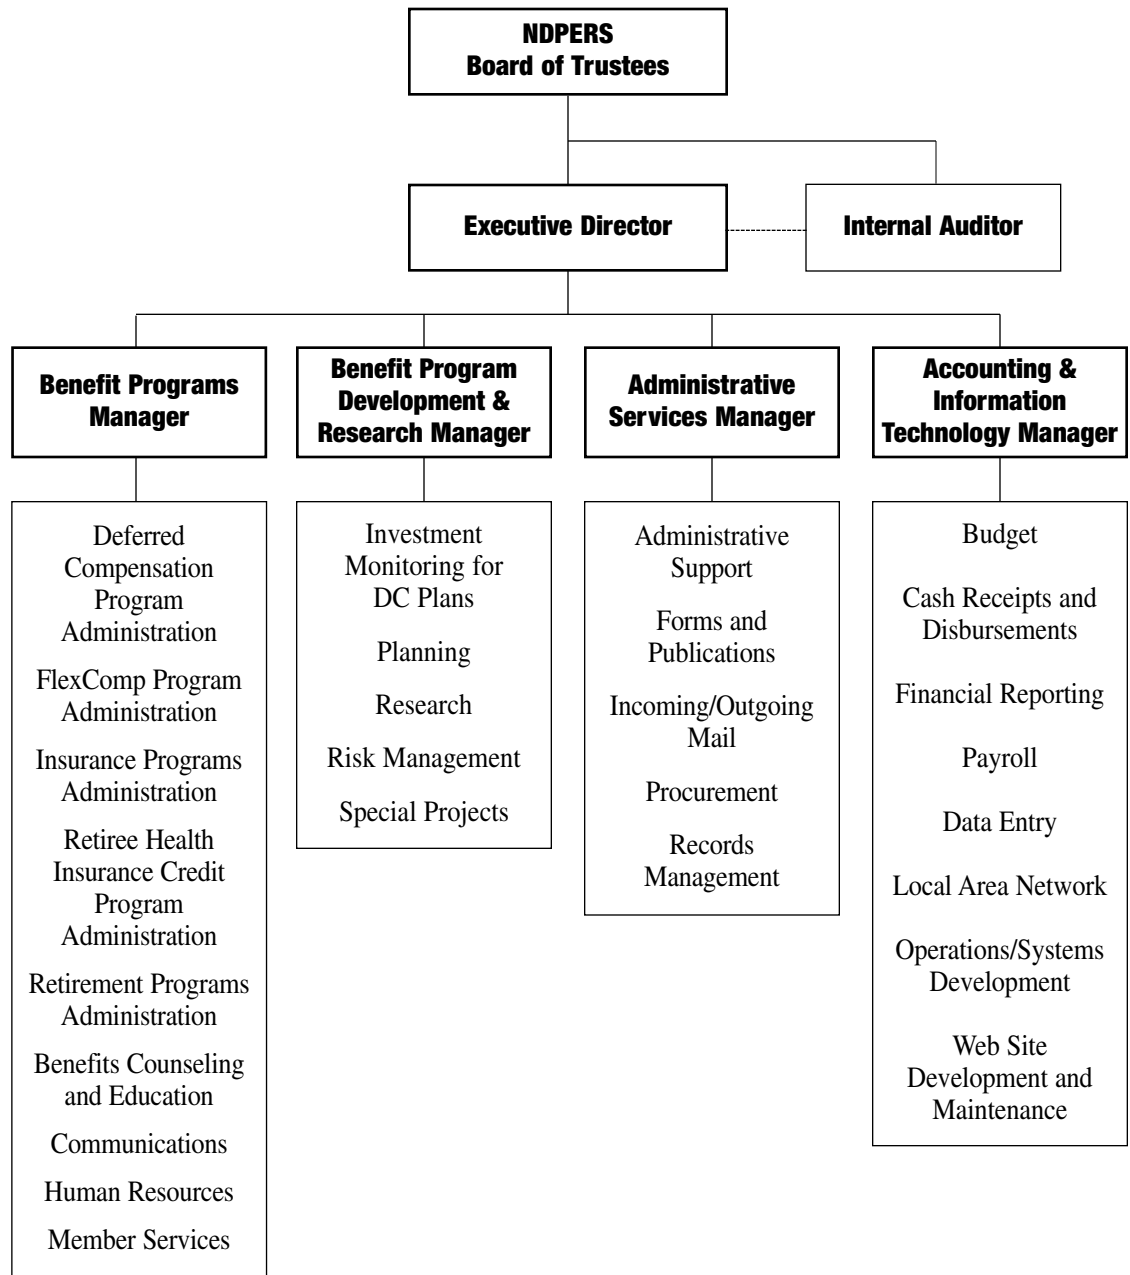 NDPERS
Board of Trustees
Executive Director
Internal Auditor
Benefit Programs
Manager
Benefit Program
Development &
Research Manager
Administrative
Services Manager
Accounting &
Information
Technology Manager
Deferred
Compensation
Program
Administration
FlexComp Program
Administration
Insurance Programs
Administration
Retiree Health
Insurance Credit
Program
Administration
Retirement Programs
Administration
Benefits Counseling
and Education
Communications
Human Resources
Member Services
Investment
Monitoring for
DC Plans
Planning
Research
Risk Management
Special Projects
Administrative
Support
Forms and
Publications
Incoming/Outgoing
Mail
Procurement
Records
Management
Budget
Cash Receipts and
Disbursements
Financial Reporting
Payroll
Data Entry
Local Area Network
Operations/Systems
Development
Web Site
Development and
Maintenance